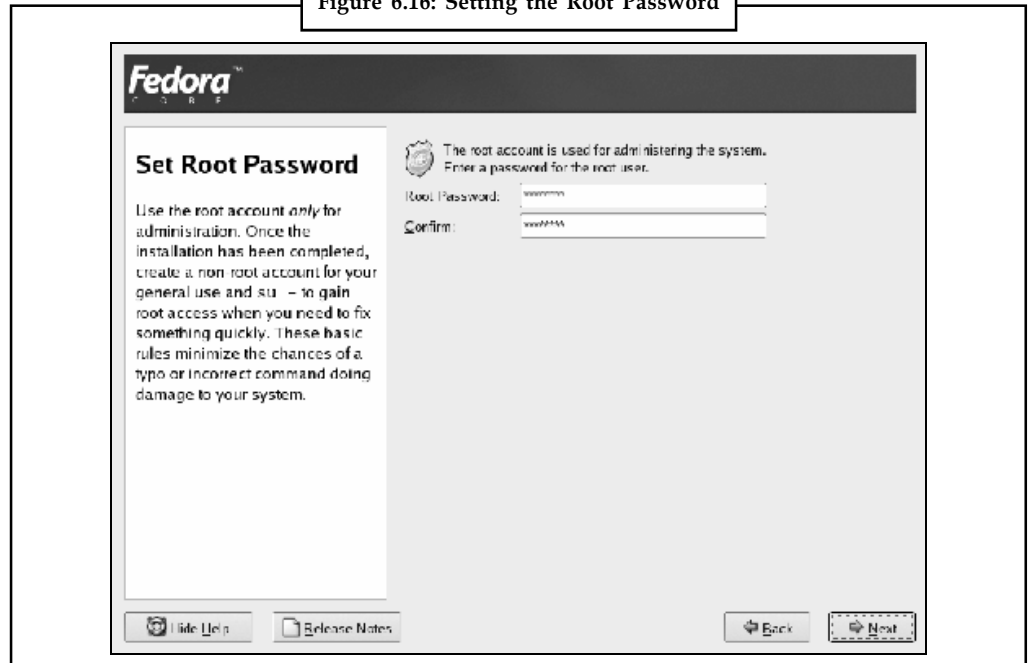 Figure 6.16: Setting the Root Password
Fedora™
C O R E
Set Root Password
Use the root account only for
administration. Once the
installation has been completed,
create a non-root account for your
general use and su - to gain
root access when you need to fix
something quickly. These basic
rules minimize the chances of a
typo or incorrect command doing
damage to your system.
The root account is used for administering the system.
Enter a password for the root user.
Root Password: ********
Confirm: ********
Hide Help
Release Notes
Back
Next